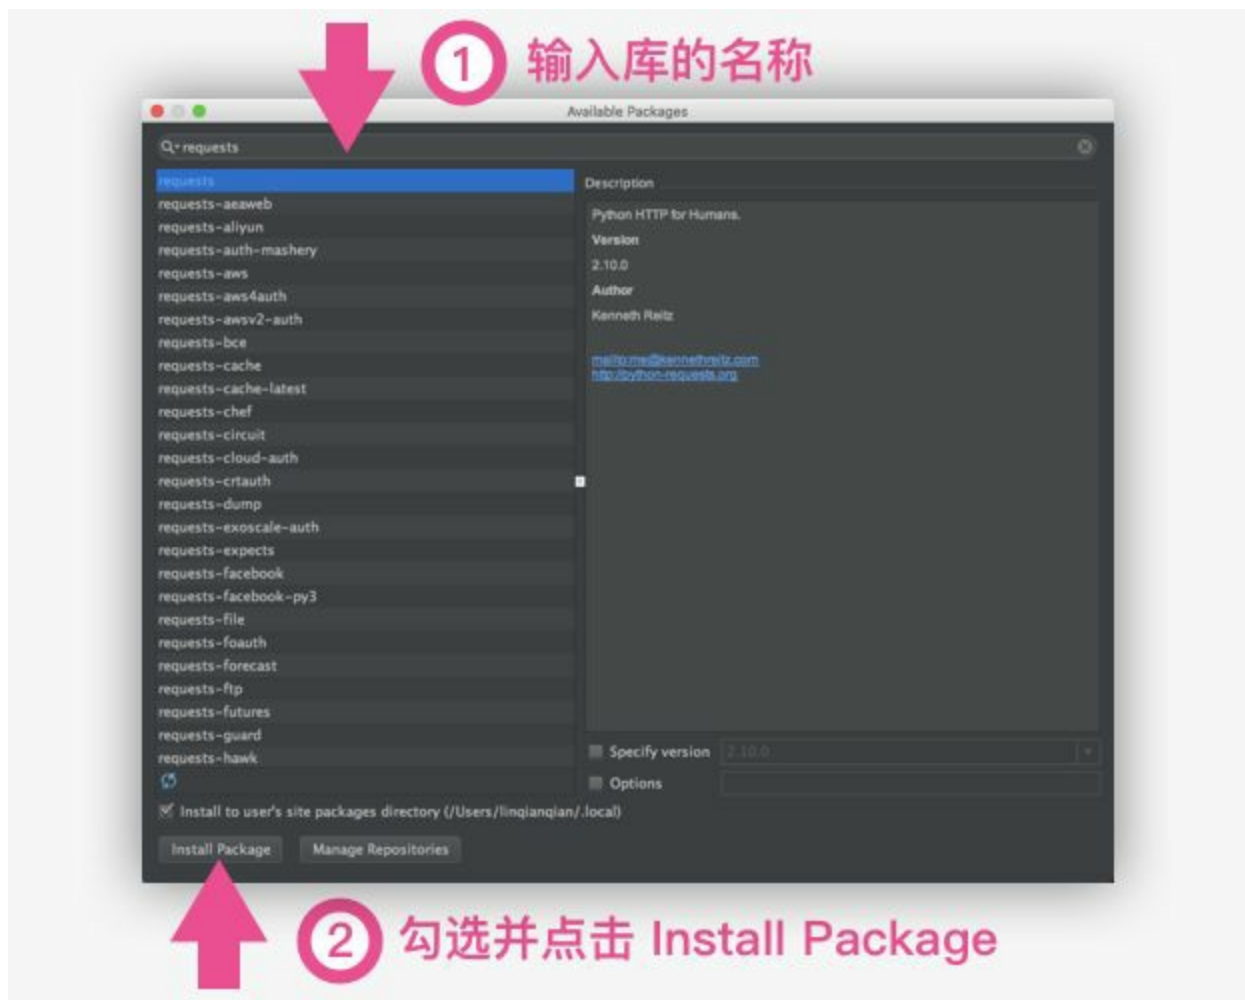 1 输入库的名称
Available Packages
requests
requests
requests-aeaweb
requests-aliyun
requests-auth-mashery
requests-aws
requests-aws4auth
requests-awsv2-auth
requests-bce
requests-cache
requests-cache-latest
requests-chef
requests-circuit
requests-cloud-auth
requests-crtauth
requests-dump
requests-exoscale-auth
requests-expects
requests-facebook
requests-facebook-py3
requests-file
requests-foauth
requests-forecast
requests-ftp
requests-futures
requests-guard
requests-hawk
Description
Python HTTP for Humans.
Version
2.10.0
Author
Kenneth Reitz
mailto:me@kennethreitz.com
http://python-requests.org
Specify version 2.10.0
Options
Install to user's site packages directory (/Users/linqianqian/.local)
Install Package Manage Repositories
2 勾选并点击 Install Package